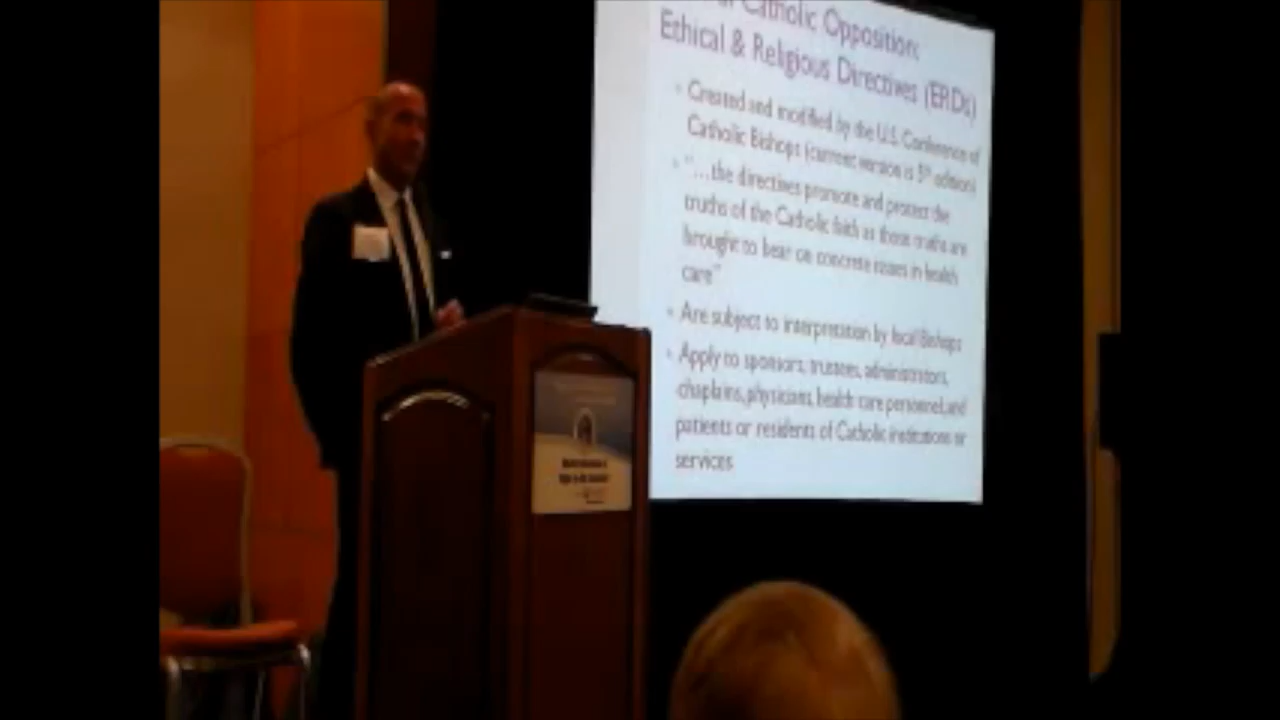 Catholic Opposition:
Ethical & Religious Directives (ERDs)
Created and modified by the U.S. Conference of
Catholic Bishops (current version is 5th edition)
"...the directives promote and protect the
truths of the Catholic faith as those truths are
brought to bear on concrete issues in health
care"
Are subject to interpretation by local Bishops
Apply to sponsors, trustees, administrators,
chaplains, physicians, health care personnel, and
patients or residents of Catholic institutions or
services